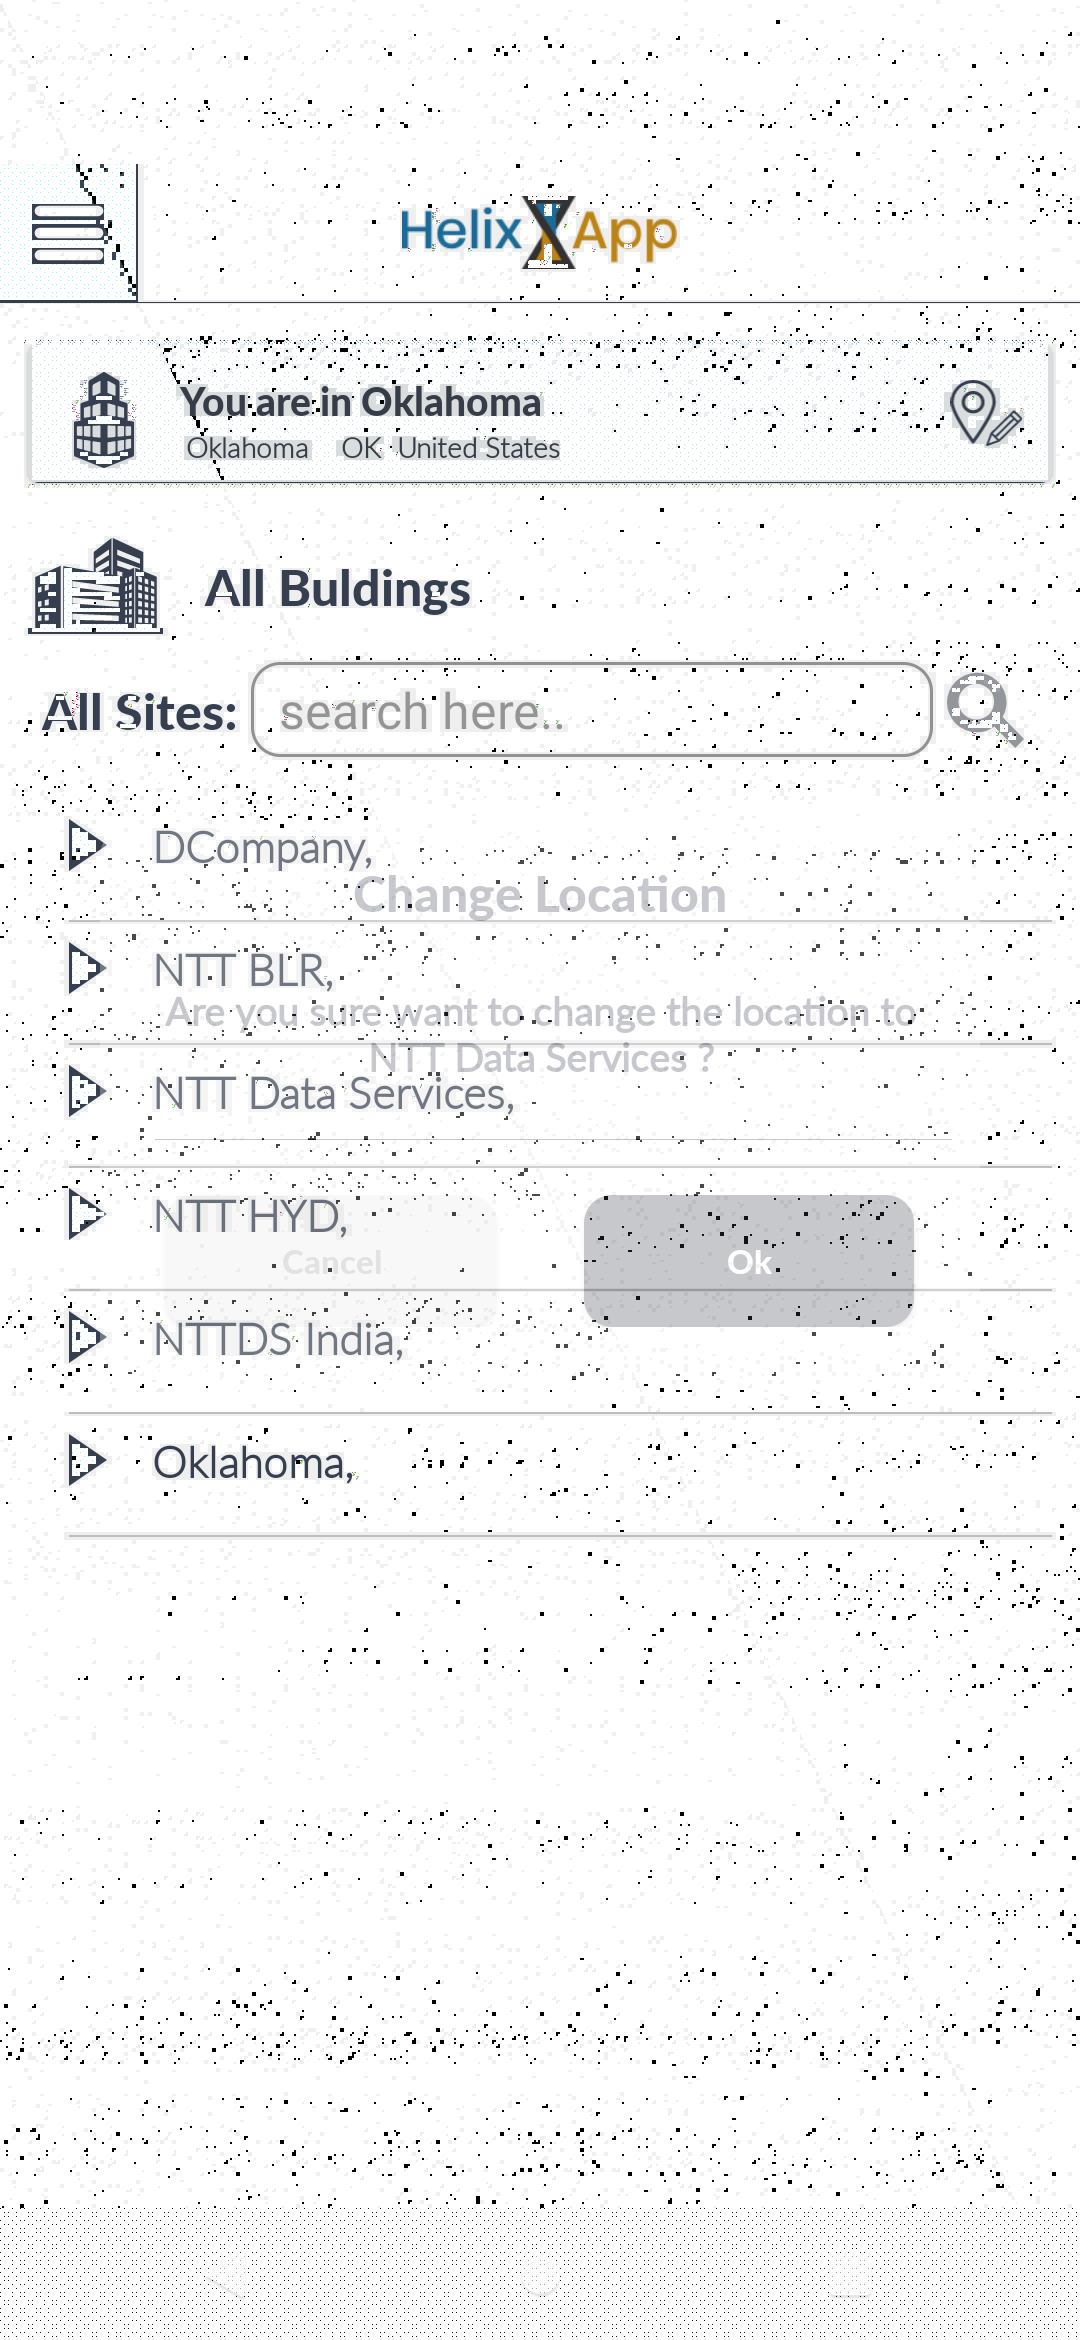 Helix X App
You are in Oklahoma
Oklahoma OK United States
All Buldings
All Sites: search here..
DCompany,
Change Location
NTT BLR,
Are you sure want to change the location to
NTT Data Services ?
NTT Data Services,
NTT HYD,
Cancel Ok
NTTDS India,
Oklahoma,